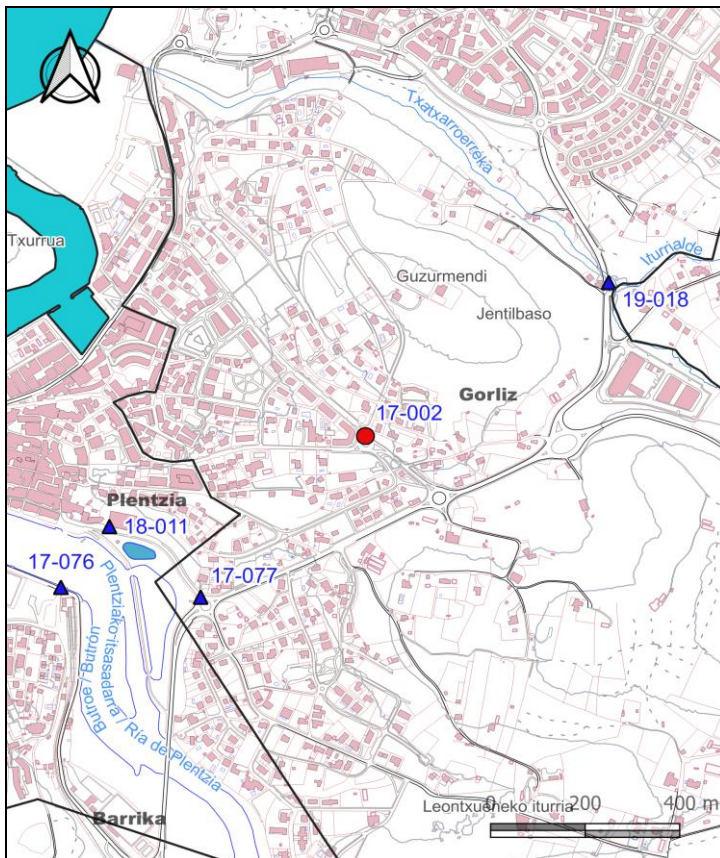 Txatxarroerreka
Txurrua
Iturrialde
Guzurmendi
19-018
Jentilbaso
Gorliz
17-002
Plentzia
18-011
17-076
17-077
Butroe / Butrón
Plentziako itsasadarra / Ría de Plentzia
Leontxuaneko iturria
0 200 400 m
Barrika